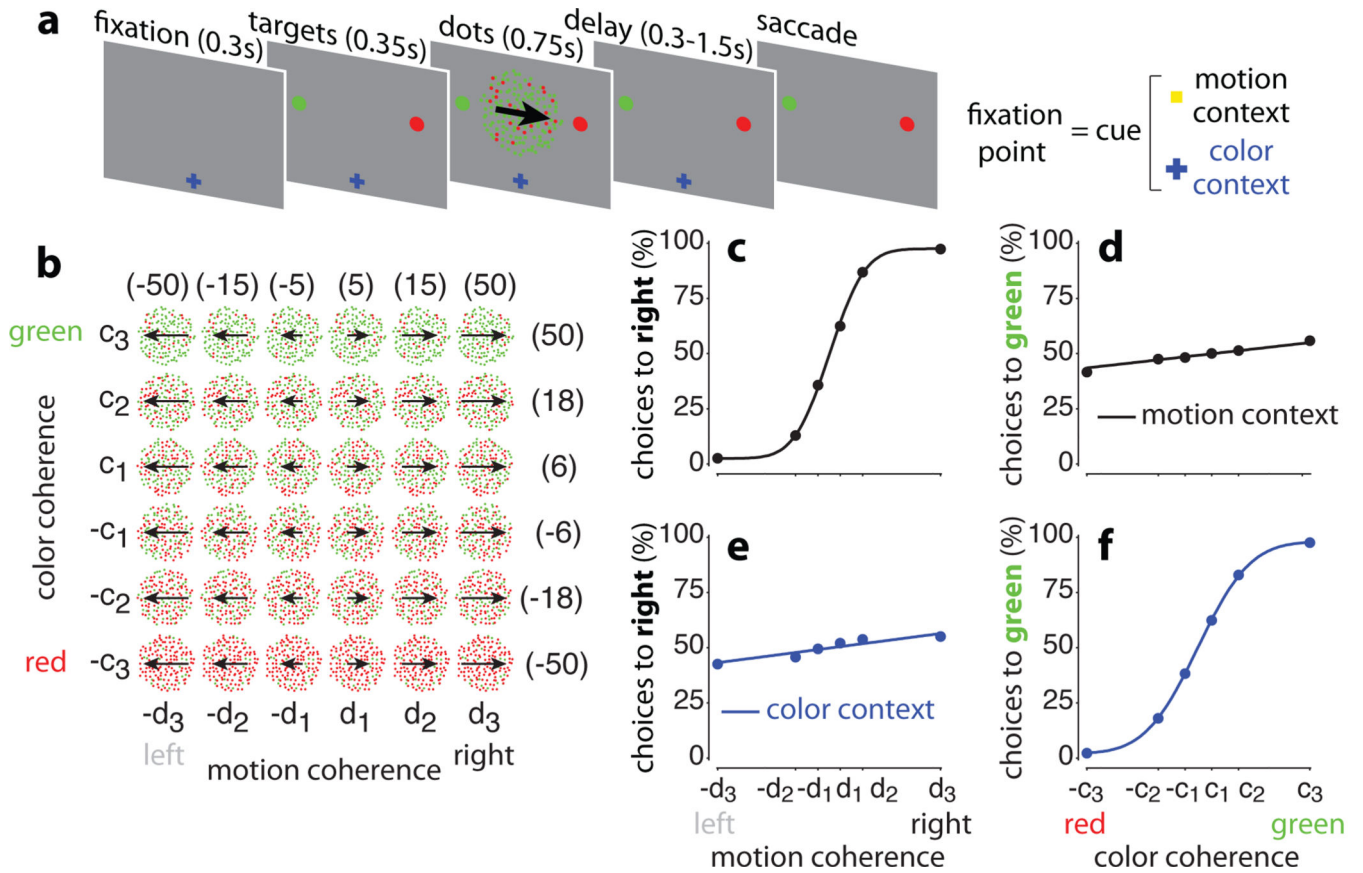 a
fixation (0.3s) targets (0.35s) dots (0.75s) delay (0.3-1.5s) saccade
fixation
point
= cue
motion
context
color
context
b
(-50) (-15) (-5) (5) (15) (50)
green c3 (50)
c2 (18)
c1 (6)
-c1 (-6)
-c2 (-18)
red -c3 (-50)
color coherence
-d3 -d2 -d1 d1 d2 d3
left right
motion coherence
c
choices to right (%)
100
75
50
25
0
d
choices to green (%)
100
75
50
25
0
motion context
e
choices to right (%)
100
75
50
25
0
color context
-d3 -d2 -d1 d1 d2 d3
left right
motion coherence
f
choices to green (%)
100
75
50
25
0
-c3 -c2 -c1 c1 c2 c3
red green
color coherence